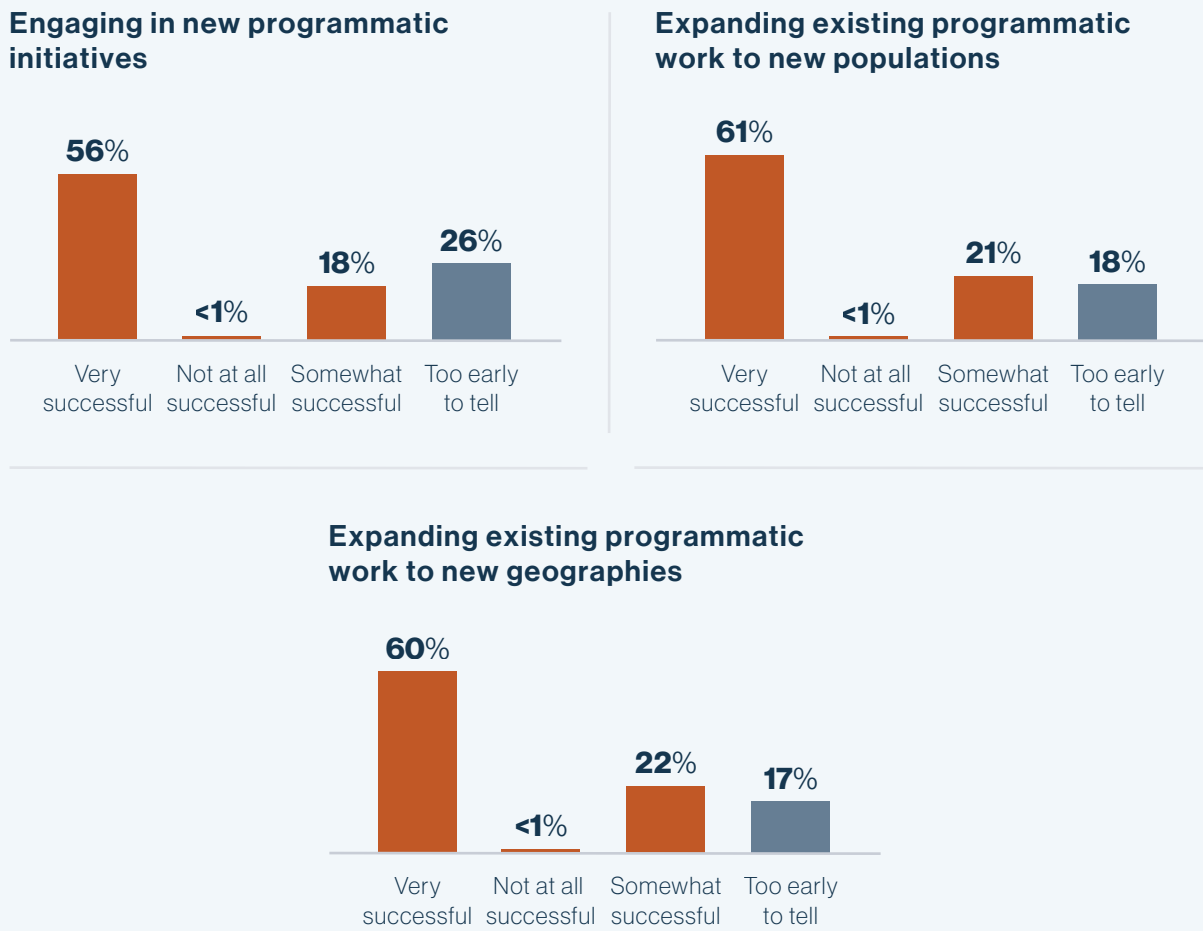 Engaging in new programmatic
initiatives
56%
<1%
18%
26%
Very
successful
Not at all
successful
Somewhat
successful
Too early
to tell
Expanding existing programmatic
work to new populations
61%
<1%
21%
18%
Very
successful
Not at all
successful
Somewhat
successful
Too early
to tell
Expanding existing programmatic
work to new geographies
60%
<1%
22%
17%
Very
successful
Not at all
successful
Somewhat
successful
Too early
to tell